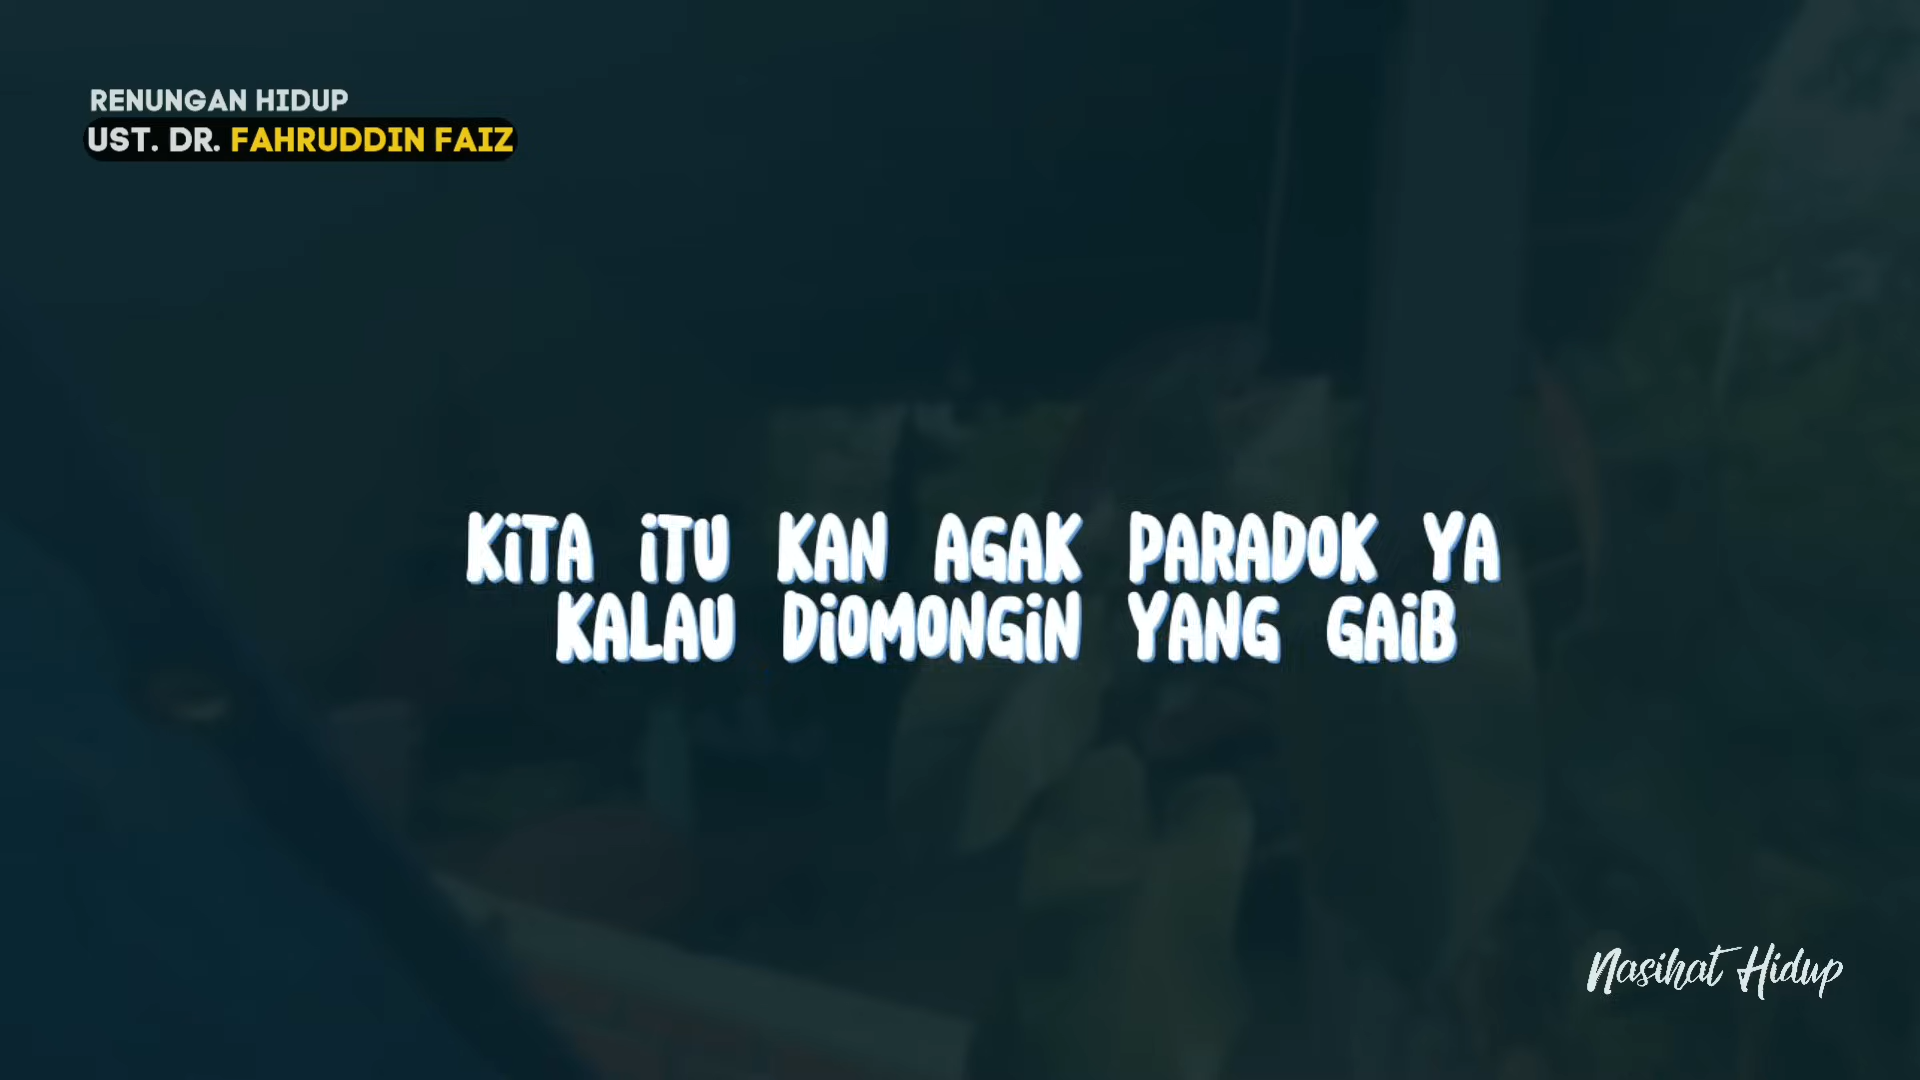 RENUNGAN HIDUP
UST. DR. FAHRUDDIN FAIZ
KiTA iTU KAN AGAK PARADOK YA
KALAU DiOMONGiN YANG GAiB
Nasihat Hidup